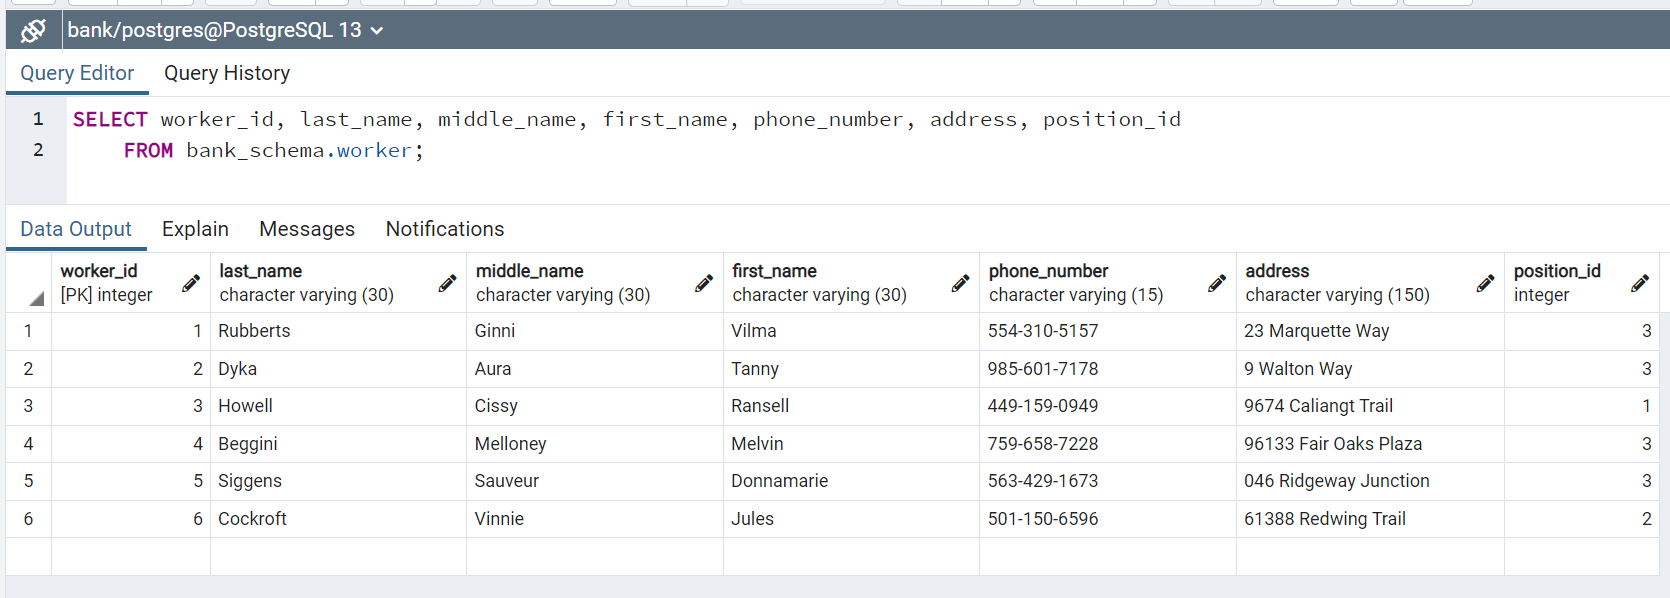 bank/postgres@PostgreSQL 13
Query Editor Query History
1 SELECT worker_id, last_name, middle_name, first_name, phone_number, address, position_id
2 FROM bank_schema.worker;
Data Output Explain Messages Notifications
worker_id last_name middle_name first_name phone_number address position_id
[PK] integer character varying (30) character varying (30) character varying (30) character varying (15) character varying (150) integer
1 1 Rubberts Ginni Vilma 554-310-5157 23 Marquette Way 3
2 2 Dyka Aura Tanny 985-601-7178 9 Walton Way 3
3 3 Howell Cissy Ransell 449-159-0949 9674 Caliangt Trail 1
4 4 Beggini Melloney Melvin 759-658-7228 96133 Fair Oaks Plaza 3
5 5 Siggens Sauveur Donnamarie 563-429-1673 046 Ridgeway Junction 3
6 6 Cockroft Vinnie Jules 501-150-6596 61388 Redwing Trail 2